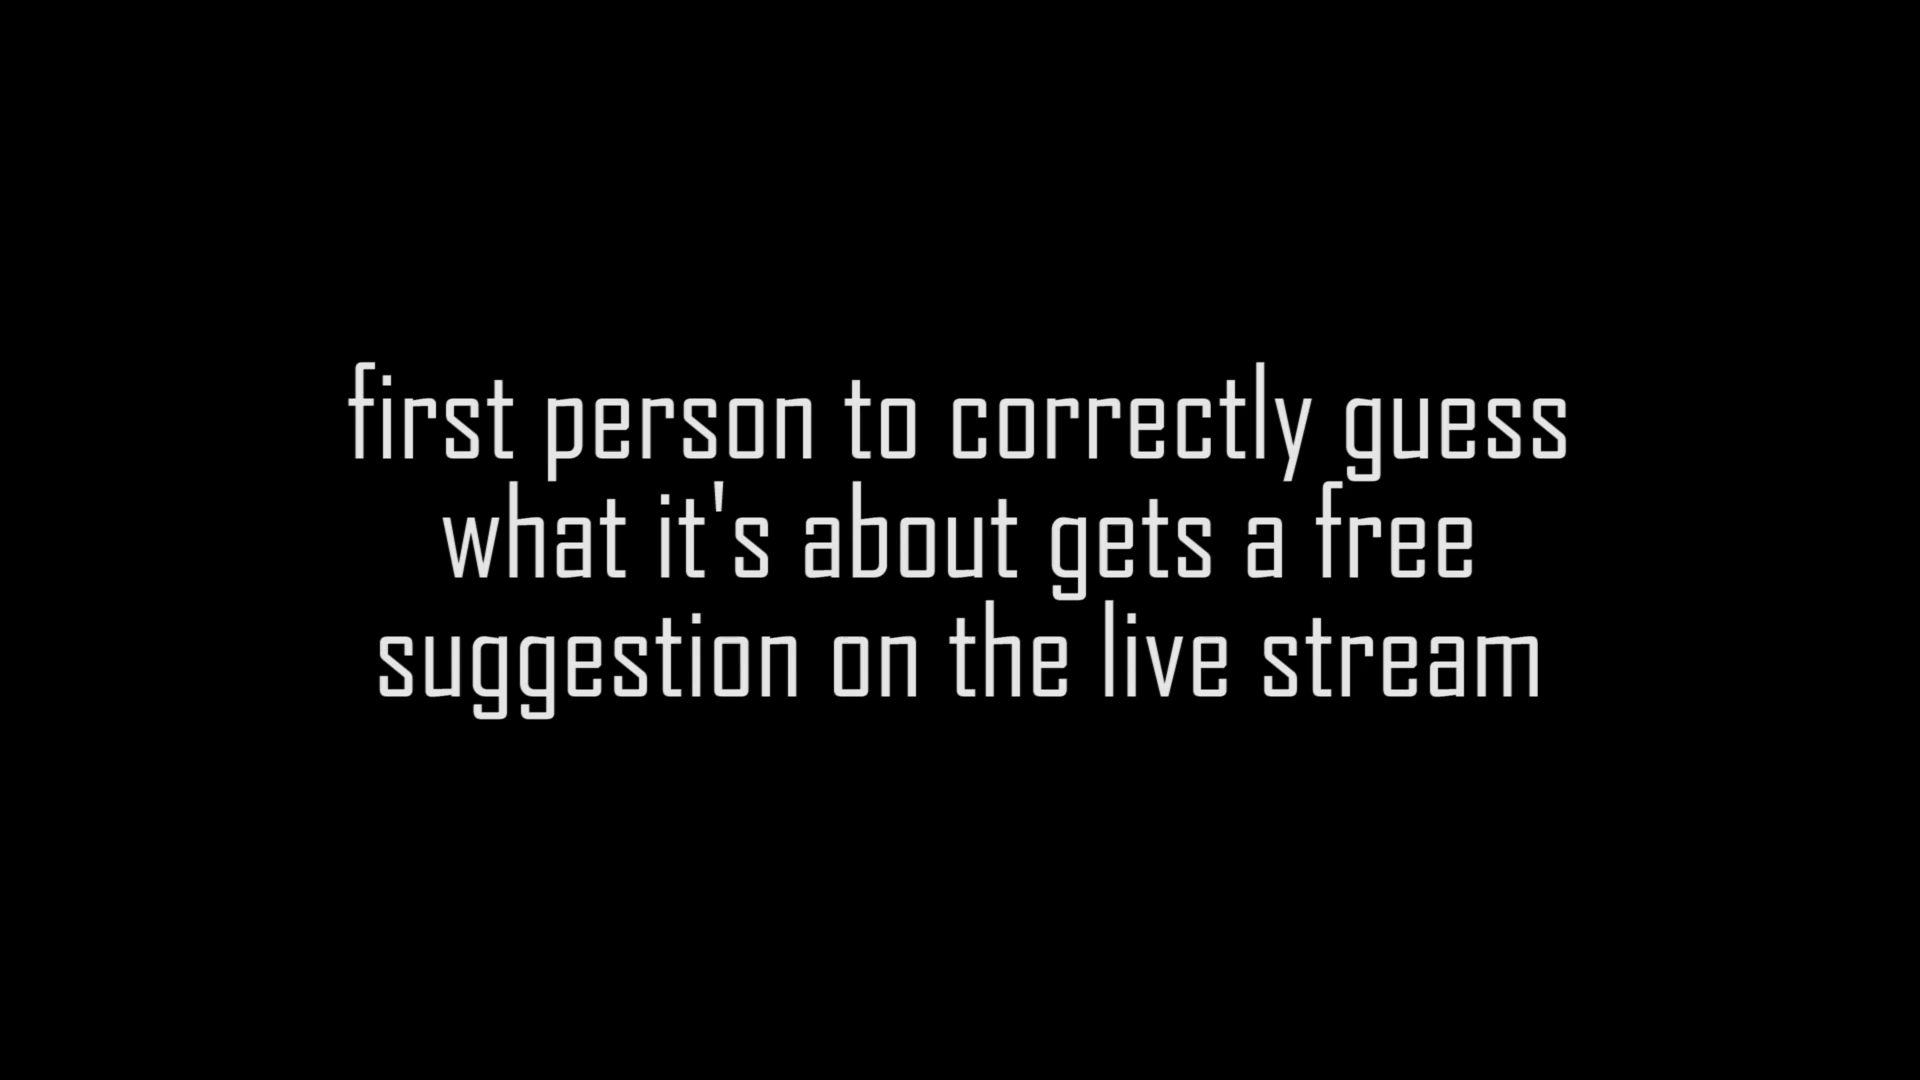 first person to correctly guess
what it's about gets a free
suggestion on the live stream